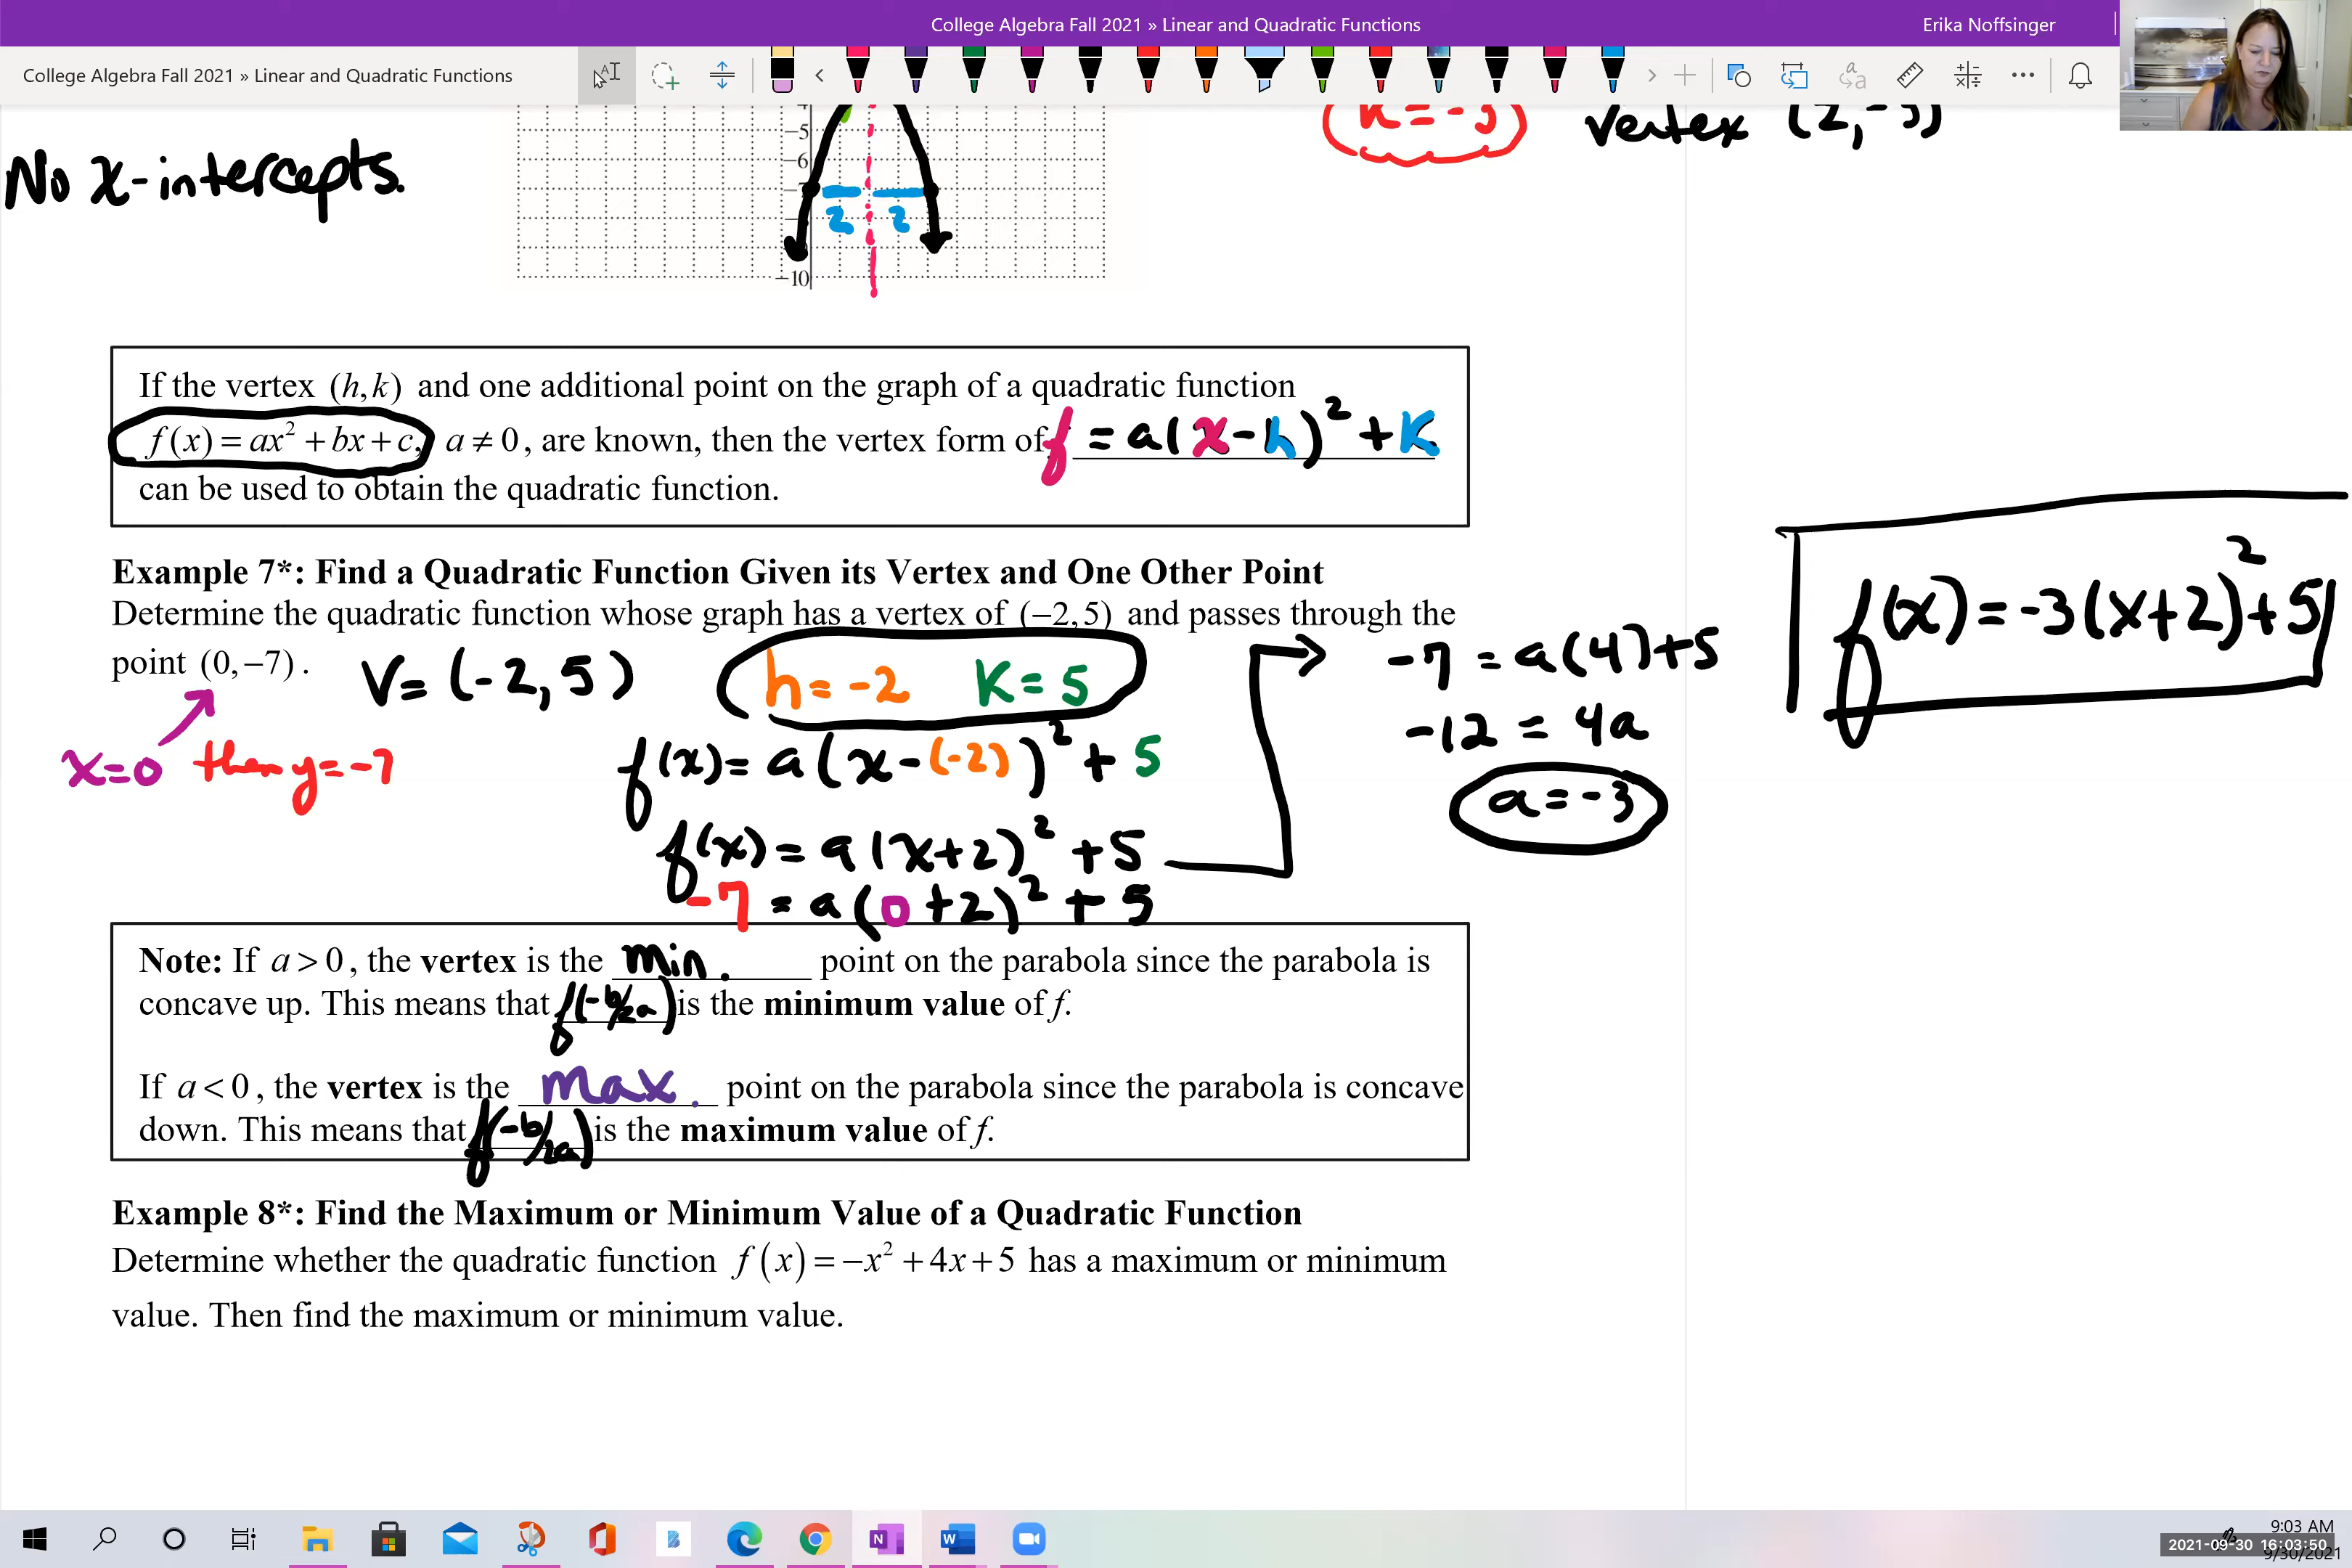 College Algebra Fall 2021 » Linear and Quadratic Functions
Erika Noffsinger
College Algebra Fall 2021 » Linear and Quadratic Functions
vertex (2,-3)
-5
-6
No x-intercepts.
2 2
-10
If the vertex (h,k) and one additional point on the graph of a quadratic function
f(x) = ax² + bx + c, a ≠ 0, are known, then the vertex form of f = a(x-h)² + k
can be used to obtain the quadratic function.
Example 7*: Find a Quadratic Function Given its Vertex and One Other Point
Determine the quadratic function whose graph has a vertex of (−2,5) and passes through the
point (0,−7).
V= (-2,5)
h= -2 K= 5
x=0 then y=-7
f(x)= a(x-(-2))² + 5
f(x)= a(x+2)² +5
-7 = a(0+2)² + 5
-7 = a(4)+5
-12 = 4a
a=-3
f(x)=-3(x+2)²+5
Note: If a > 0, the vertex is the min. point on the parabola since the parabola is
concave up. This means that f(-b/2a) is the minimum value of f.
If a < 0, the vertex is the max. point on the parabola since the parabola is concave
down. This means that f(-b/2a) is the maximum value of f.
Example 8*: Find the Maximum or Minimum Value of a Quadratic Function
Determine whether the quadratic function f(x) = −x² + 4x + 5 has a maximum or minimum
value. Then find the maximum or minimum value.
9:03 AM
2021-09-30 16:03:50
9/30/2021